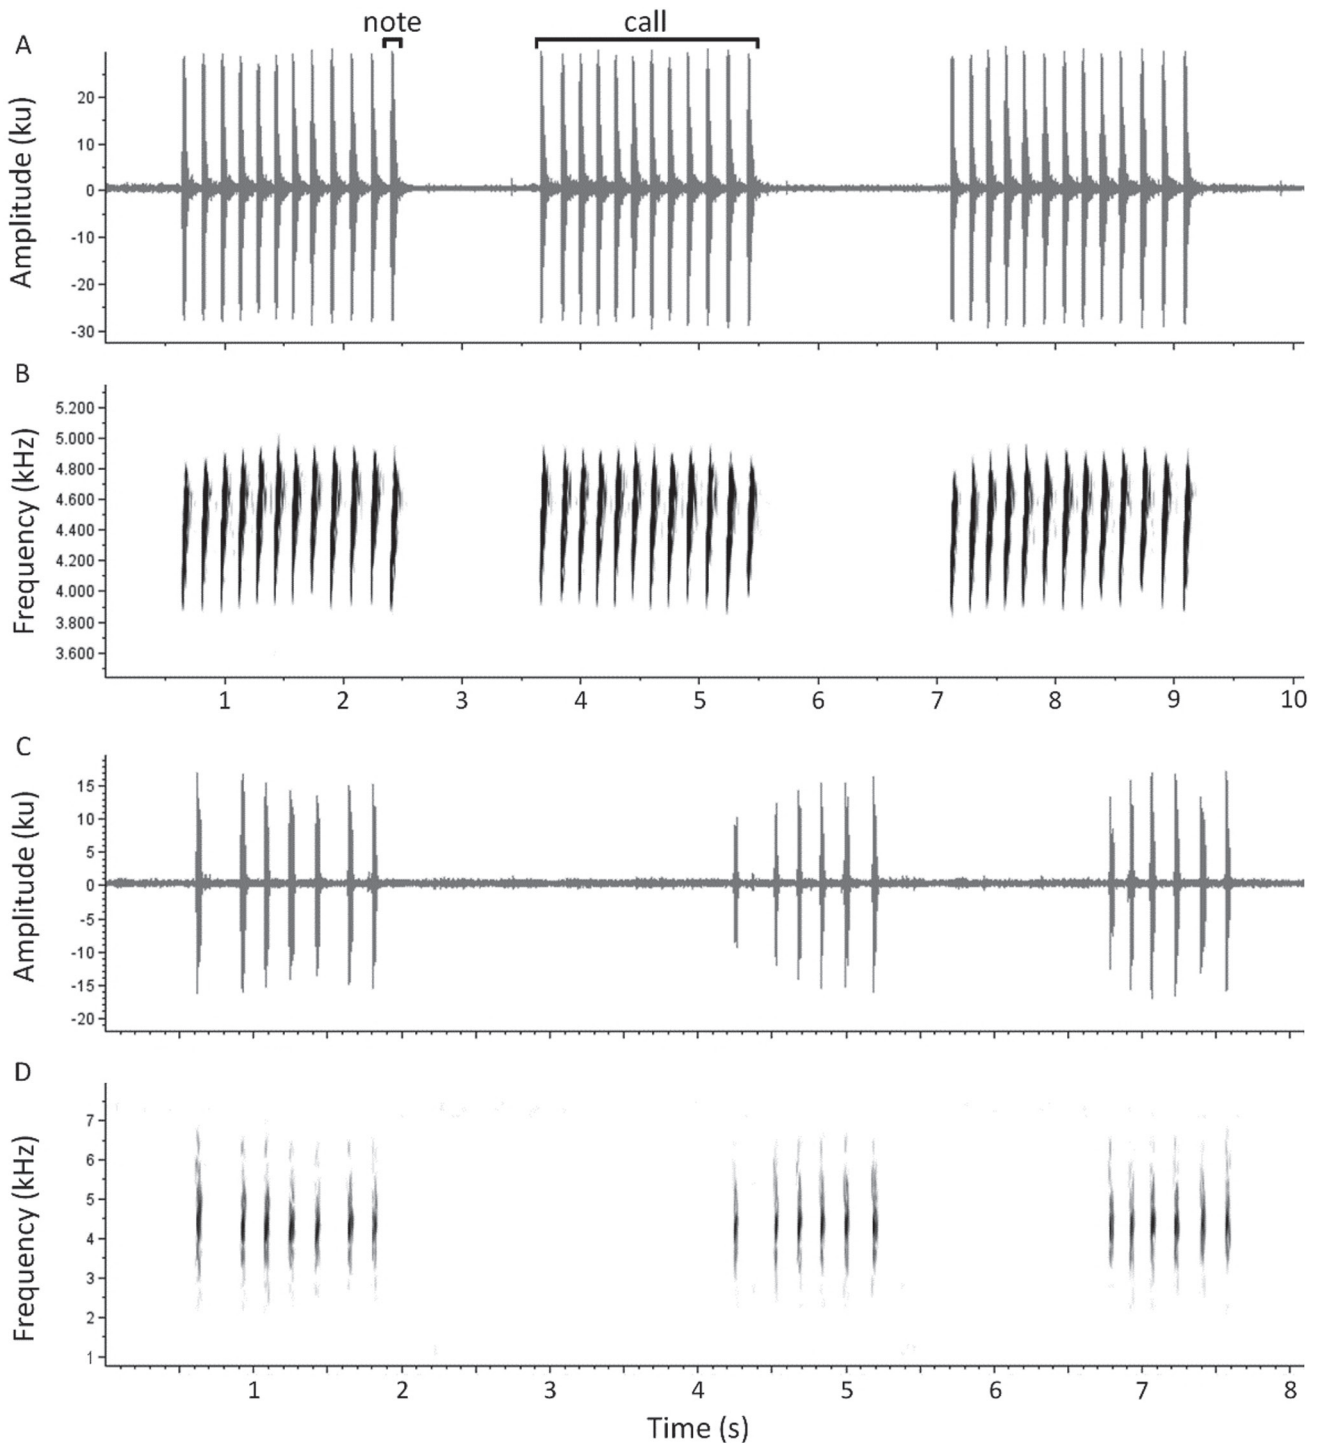 note call
A
Amplitude (ku)
20
10
0
-10
-20
-30
B
Frequency (kHz)
5.200
5.000
4.800
4.600
4.400
4.200
4.000
3.800
3.600
1 2 3 4 5 6 7 8 9 10
C
Amplitude (ku)
15
10
5
0
-5
-10
-15
-20
D
Frequency (kHz)
7
6
5
4
3
2
1
1 2 3 4 5 6 7 8
Time (s)